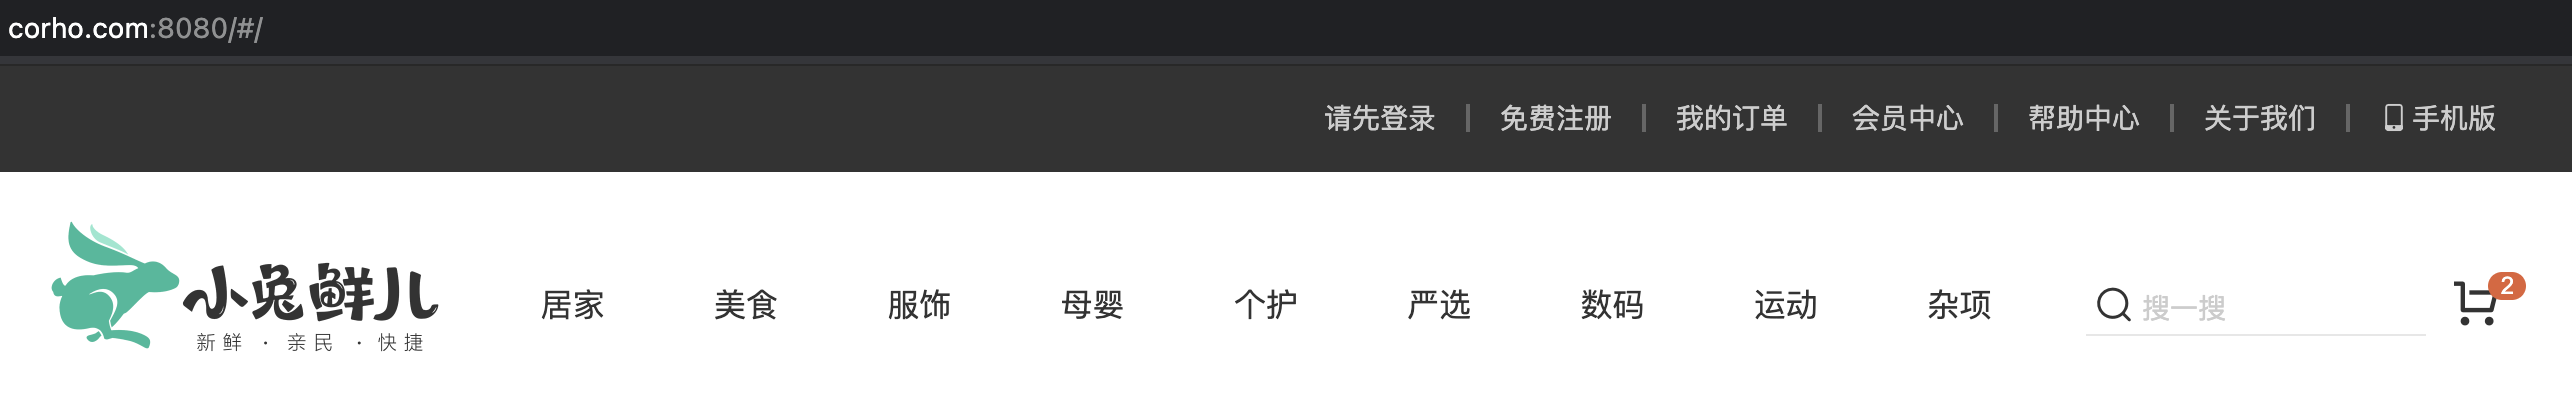 corho.com:8080/#/
请先登录 | 免费注册 | 我的订单 | 会员中心 | 帮助中心 | 关于我们 | 手机版
小兔鲜儿
新鲜 · 亲民 · 快捷
居家 美食 服饰 母婴 个护 严选 数码 运动 杂项 搜一搜 2